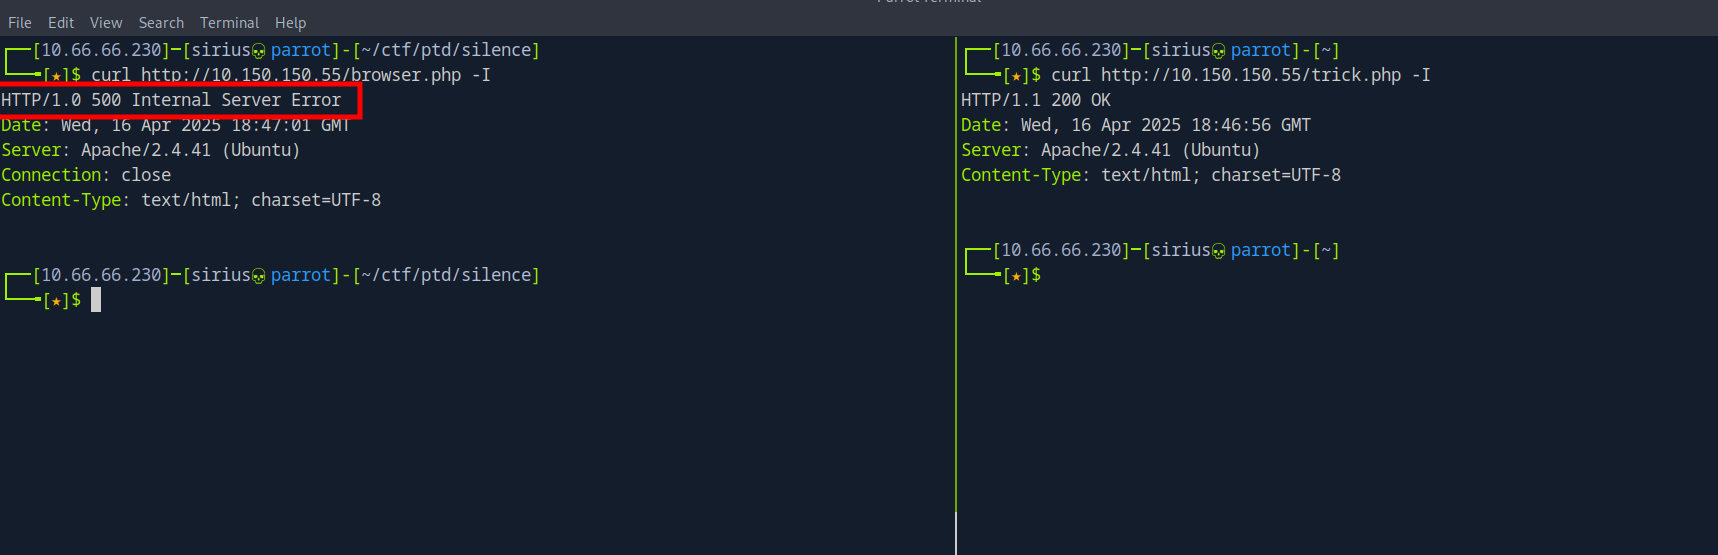 Parrot Terminal
File Edit View Search Terminal Help
┌──[10.66.66.230]─[sirius💀parrot]-[~/ctf/ptd/silence]
└──╼[★]$ curl http://10.150.150.55/browser.php -I
HTTP/1.0 500 Internal Server Error
Date: Wed, 16 Apr 2025 18:47:01 GMT
Server: Apache/2.4.41 (Ubuntu)
Connection: close
Content-Type: text/html; charset=UTF-8
┌──[10.66.66.230]─[sirius💀parrot]-[~/ctf/ptd/silence]
└──╼[★]$
┌──[10.66.66.230]─[sirius💀parrot]-[~]
└──╼[★]$ curl http://10.150.150.55/trick.php -I
HTTP/1.1 200 OK
Date: Wed, 16 Apr 2025 18:46:56 GMT
Server: Apache/2.4.41 (Ubuntu)
Content-Type: text/html; charset=UTF-8
┌──[10.66.66.230]─[sirius💀parrot]-[~]
└──╼[★]$